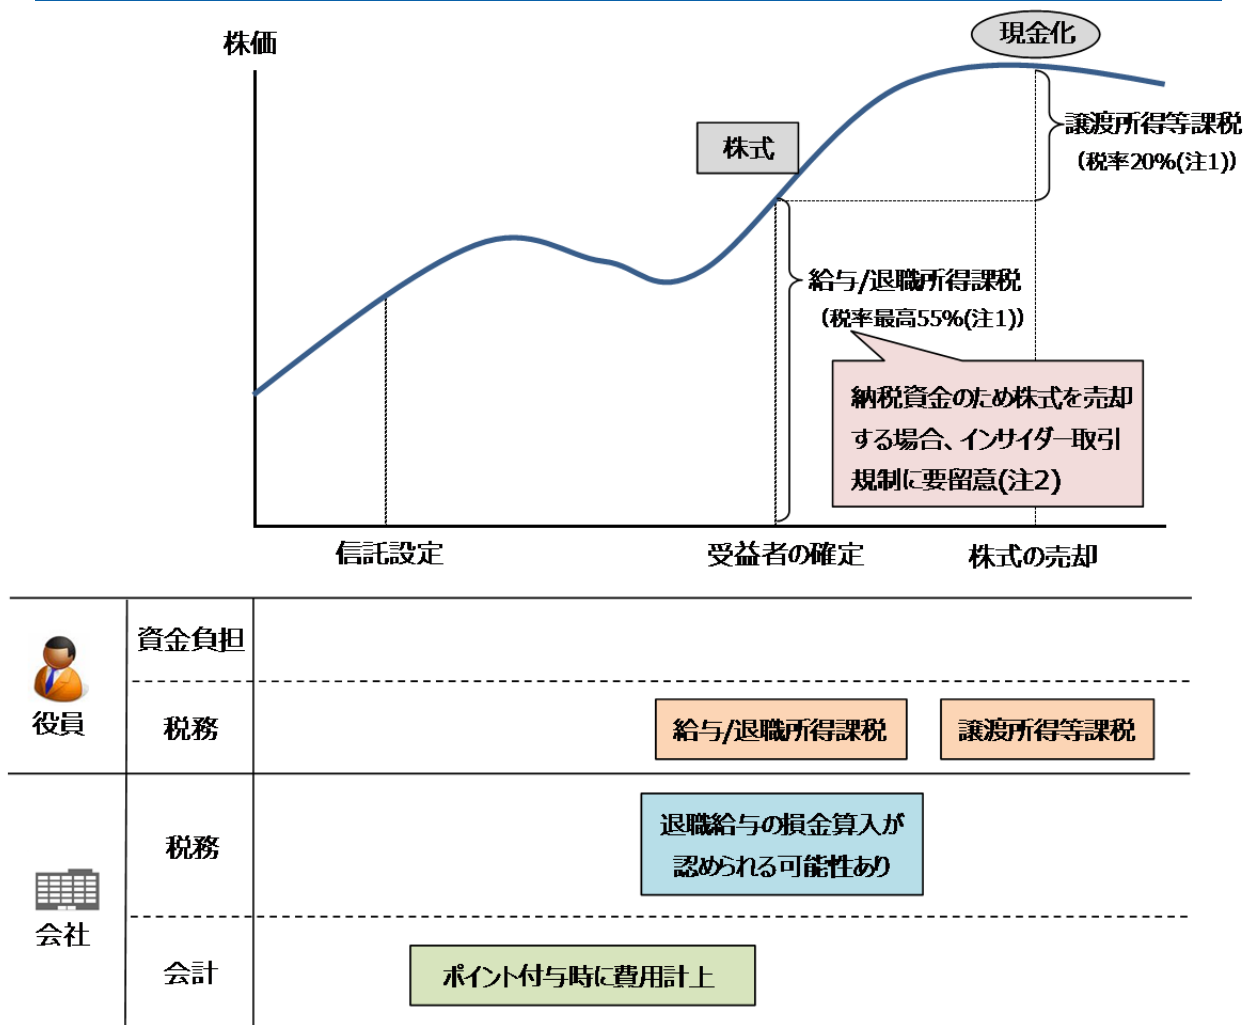 現金化
株価
譲渡所得等課税
（税率20%(注1)）
株式
給与/退職所得課税
（税率最高55%(注1)）
納税資金のため株式を売却
する場合、インサイダー取引
規制に要留意(注2)
信託設定
受益者の確定
株式の売却
資金負担
役員
税務
給与/退職所得課税
譲渡所得等課税
退職給与の損金算入が
認められる可能性あり
税務
会社
会計
ポイント付与時に費用計上